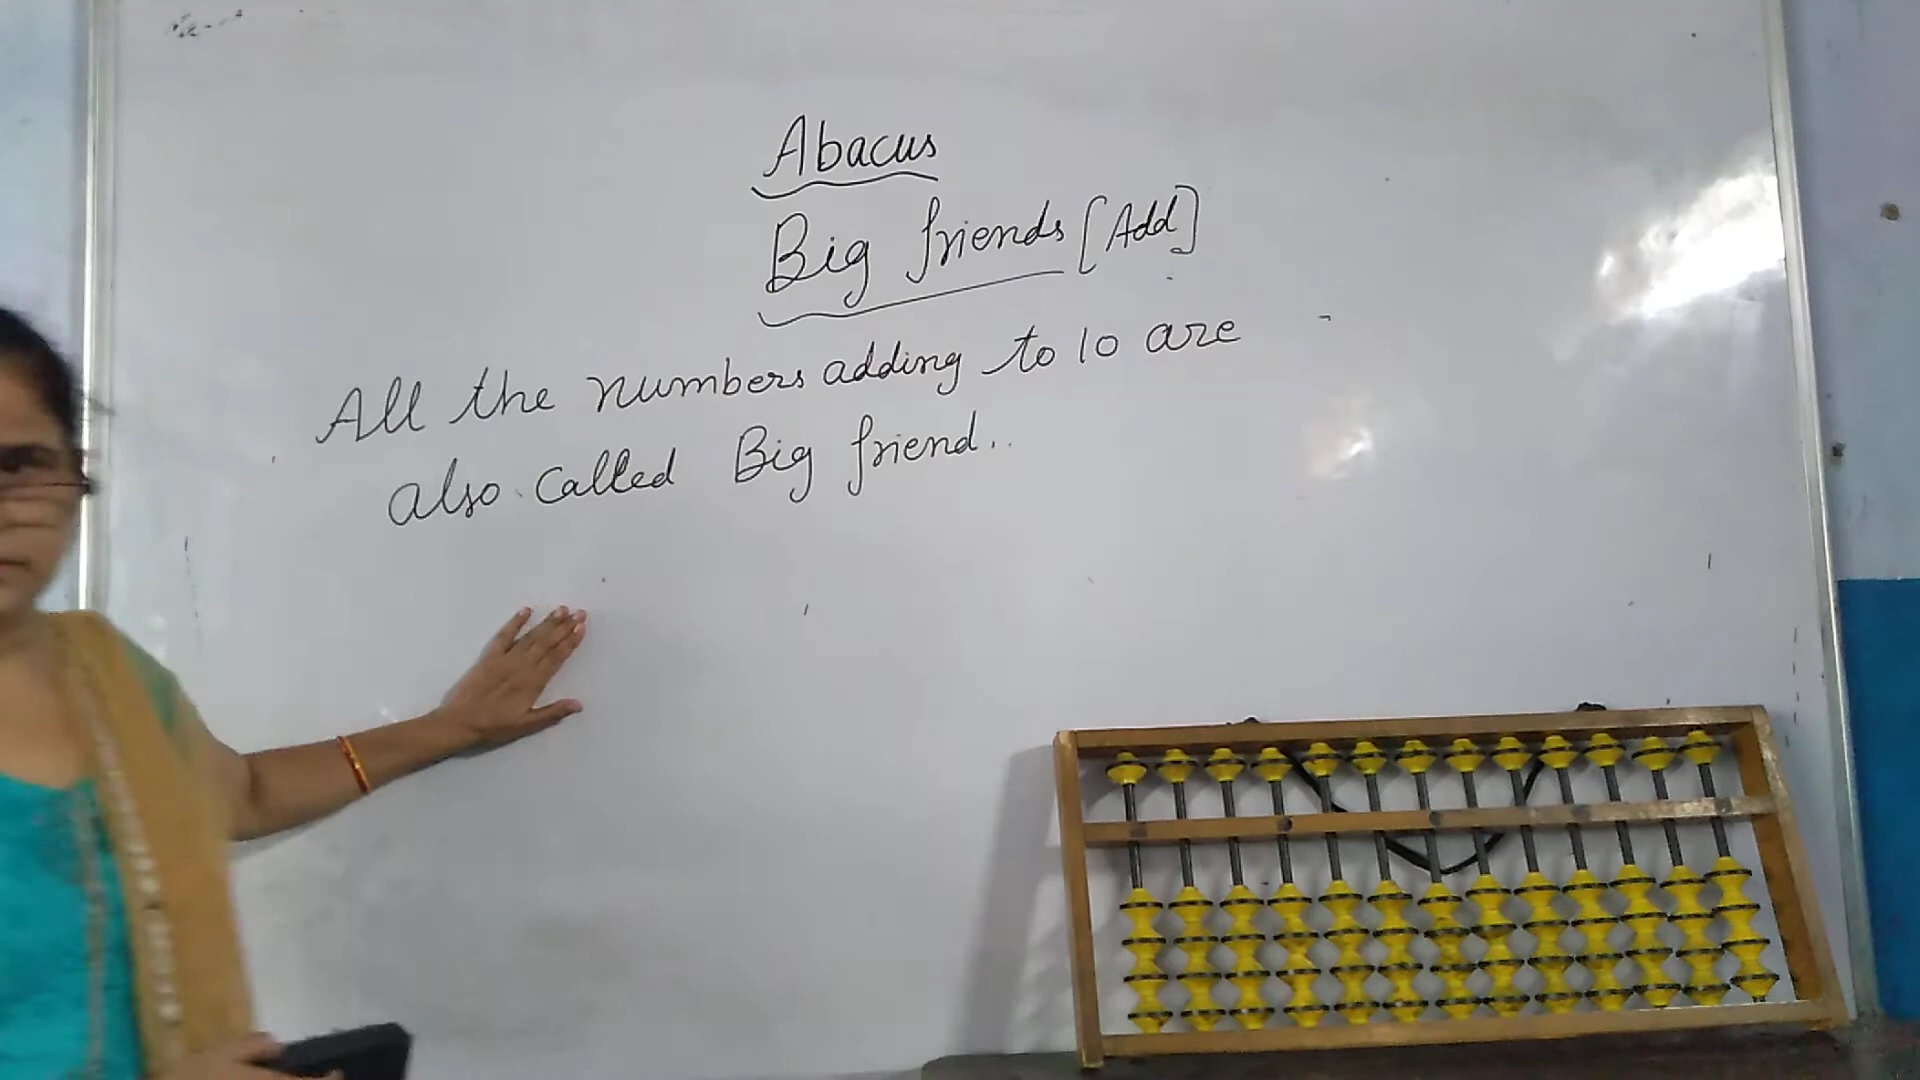 Abacus
Big friends [Add]
All the numbers adding to 10 are
also called Big friend..